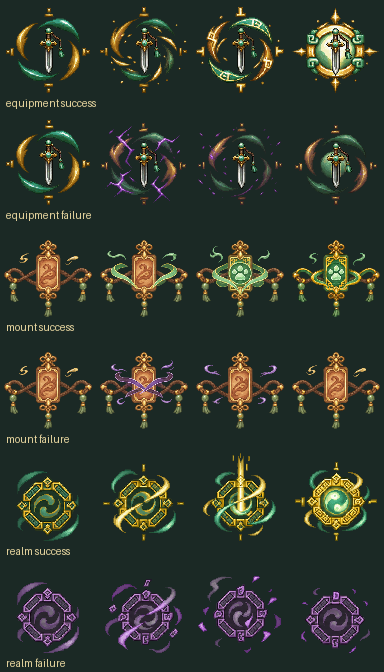 equipment success
equipment failure
mount success
mount failure
realm success
realm failure